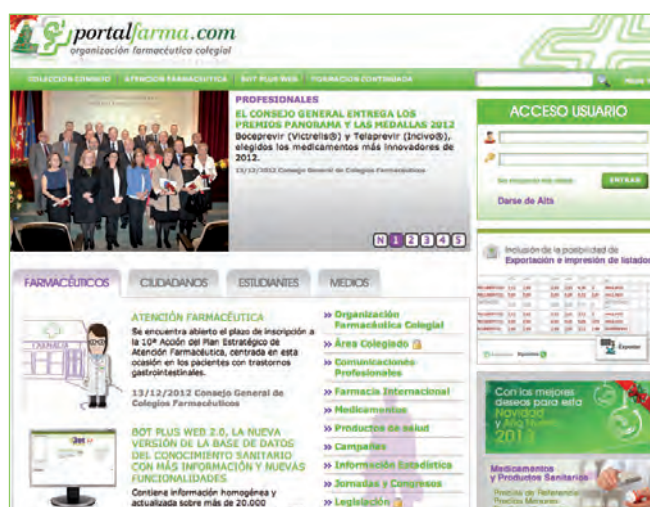 portalfarma.com
organización farmacéutica colegial
COLECCIÓN CONSEJO
ATENCIÓN FARMACÉUTICA
BOT PLUS WEB
FORMACIÓN CONTINUADA
PROFESIONALES
EL CONSEJO GENERAL ENTREGA LOS
PREMIOS PANORAMA Y LAS MEDALLAS 2012
Boceprevir (Victrelis®) y Telaprevir (Incivo®),
elegidos los medicamentos más innovadores de
2012.
13/12/2012 Consejo General de Colegios Farmacéuticos
N 1 2 3 4 5
ACCESO USUARIO
ENTRAR
Darse de Alta
Inclusión de la posibilidad de
Exportación e impresión de listados
Exportar
FARMACÉUTICOS
CIUDADANOS
ESTUDIANTES
MEDIOS
ATENCIÓN FARMACÉUTICA
Se encuentra abierto el plazo de inscripción a
la 10ª Acción del Plan Estratégico de
Atención Farmacéutica, centrada en esta
ocasión en los pacientes con trastornos
gastrointestinales.
13/12/2012 Consejo General de
Colegios Farmacéuticos
FARMACIA
BOT PLUS WEB 2.0, LA NUEVA
VERSIÓN DE LA BASE DE DATOS
DEL CONOCIMIENTO SANITARIO
CON MÁS INFORMACIÓN Y NUEVAS
FUNCIONALIDADES
Contiene información homogénea y
actualizada sobre más de 20.000
» Organización
Farmacéutica Colegial
» Área Colegiado
» Comunicaciones
Profesionales
» Farmacia Internacional
» Medicamentos
» Productos de salud
» Campañas
» Información Estadística
» Jornadas y Congresos
» Legislación
Con los mejores
deseos para esta
Navidad
y Año Nuevo
2013
Medicamentos
y Productos Sanitarios
Precios de Referencia
Precios Menores